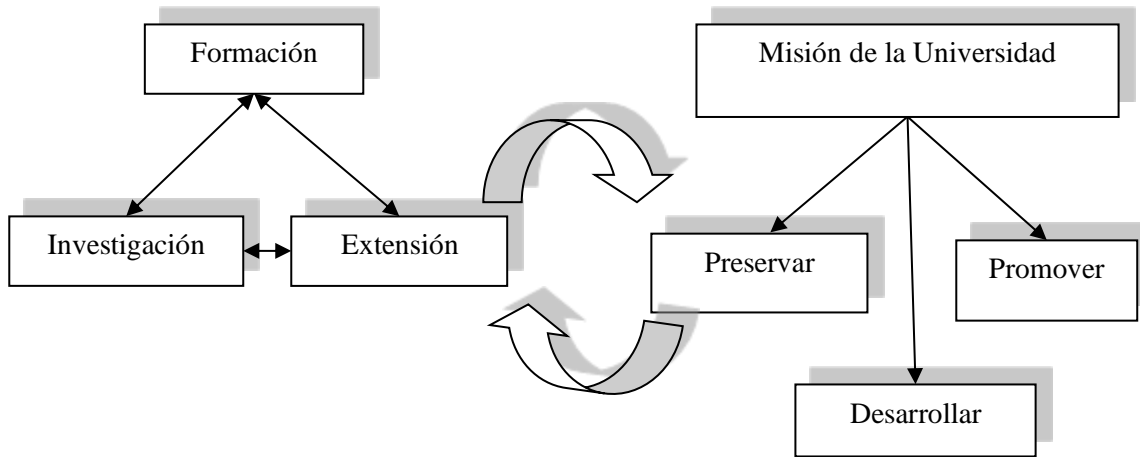 Formación
Misión de la Universidad
Investigación
Extensión
Preservar
Promover
Desarrollar